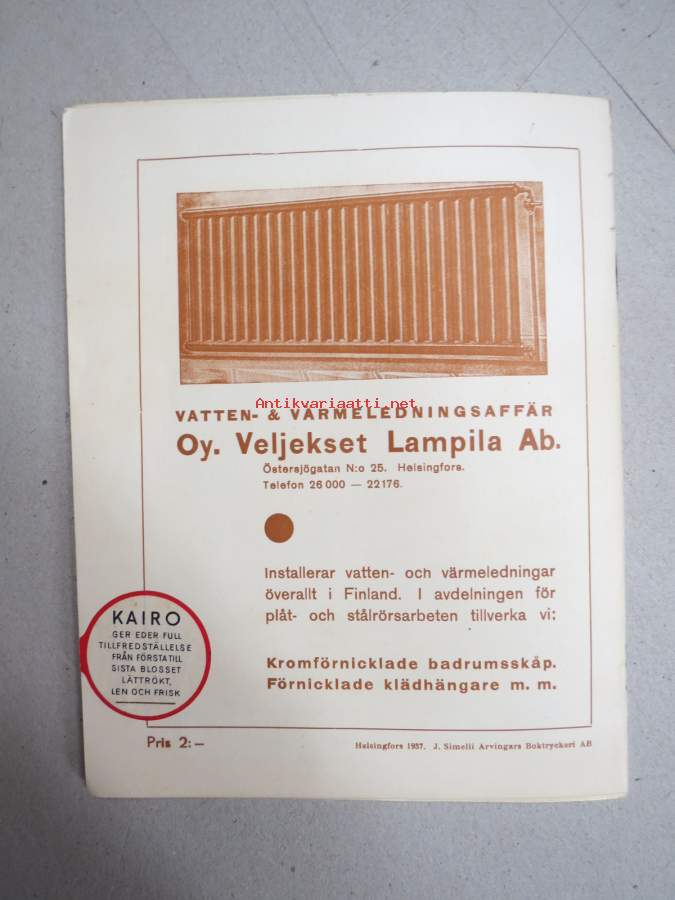 Antikvariaatti.net
VATTEN- & VÄRMELEDNINGSAFFÄR
Oy. Veljekset Lampila Ab.
Östersjögatan N:o 25. Helsingfors.
Telefon 26 000 — 22176.
Installerar vatten- och värmeledningar
överallt i Finland. I avdelningen för
plåt- och stålrörsarbeten tillverka vi:
Kromförnicklade badrumsskåp.
Förnicklade klädhängare m. m.
KAIRO
GER EDER FULL
TILLFREDSTÄLLELSE
FRÅN FÖRSTA TILL
SISTA BLOSSET
LÄTTRÖKT,
LEN OCH FRISK
Pris 2:—
Helsingfors 1937. J. Simelii Arvingars Boktryckeri AB